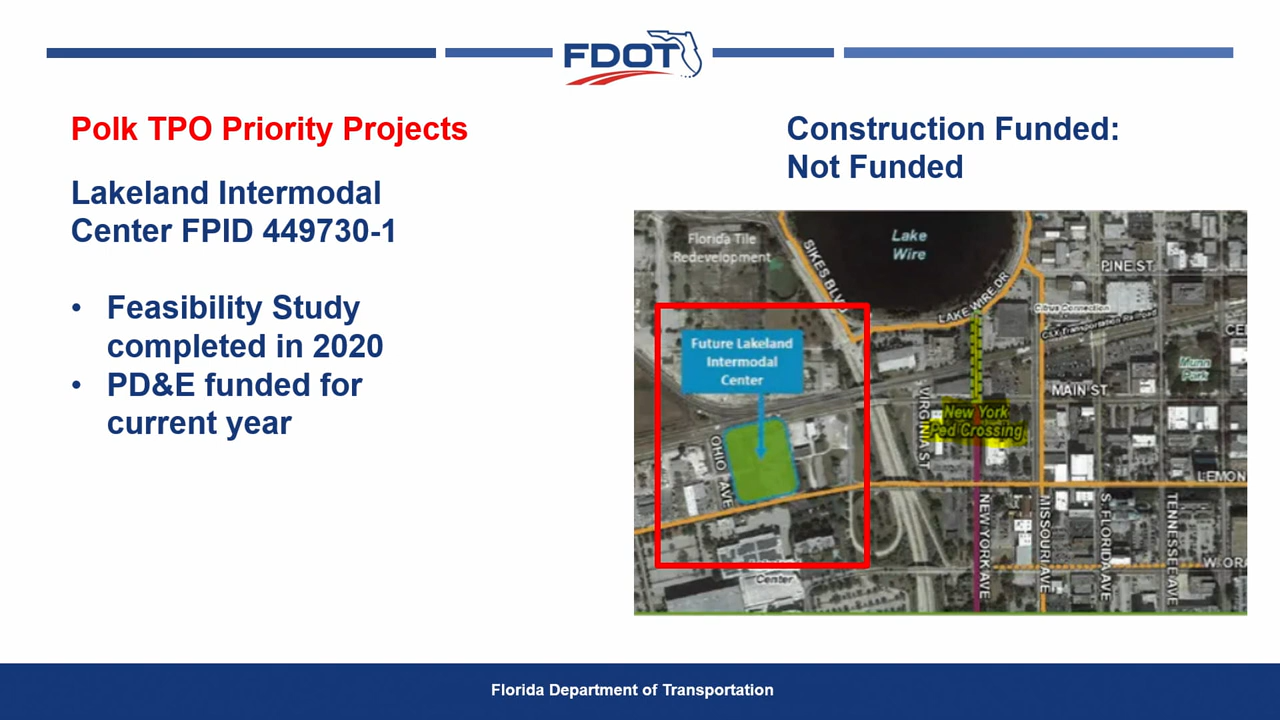 FDOT
Polk TPO Priority Projects
Lakeland Intermodal
Center FPID 449730-1
• Feasibility Study
completed in 2020
• PD&E funded for
current year
Construction Funded:
Not Funded
Florida Tile
Redevelopment
SIKES BLVD
Lake
Wire
LAKE WIRE DR
PINE ST
Citrus Connection
CSX Transportation Railroad
Future Lakeland
Intermodal
Center
Munn
Park
MAIN ST
VIRGINIA ST
New York
Ped Crossing
OHIO AVE
LEMON
NEW YORK AVE
MISSOURI AVE
S. FLORIDA AVE
TENNESSEE AVE
W ORA
Center
Florida Department of Transportation